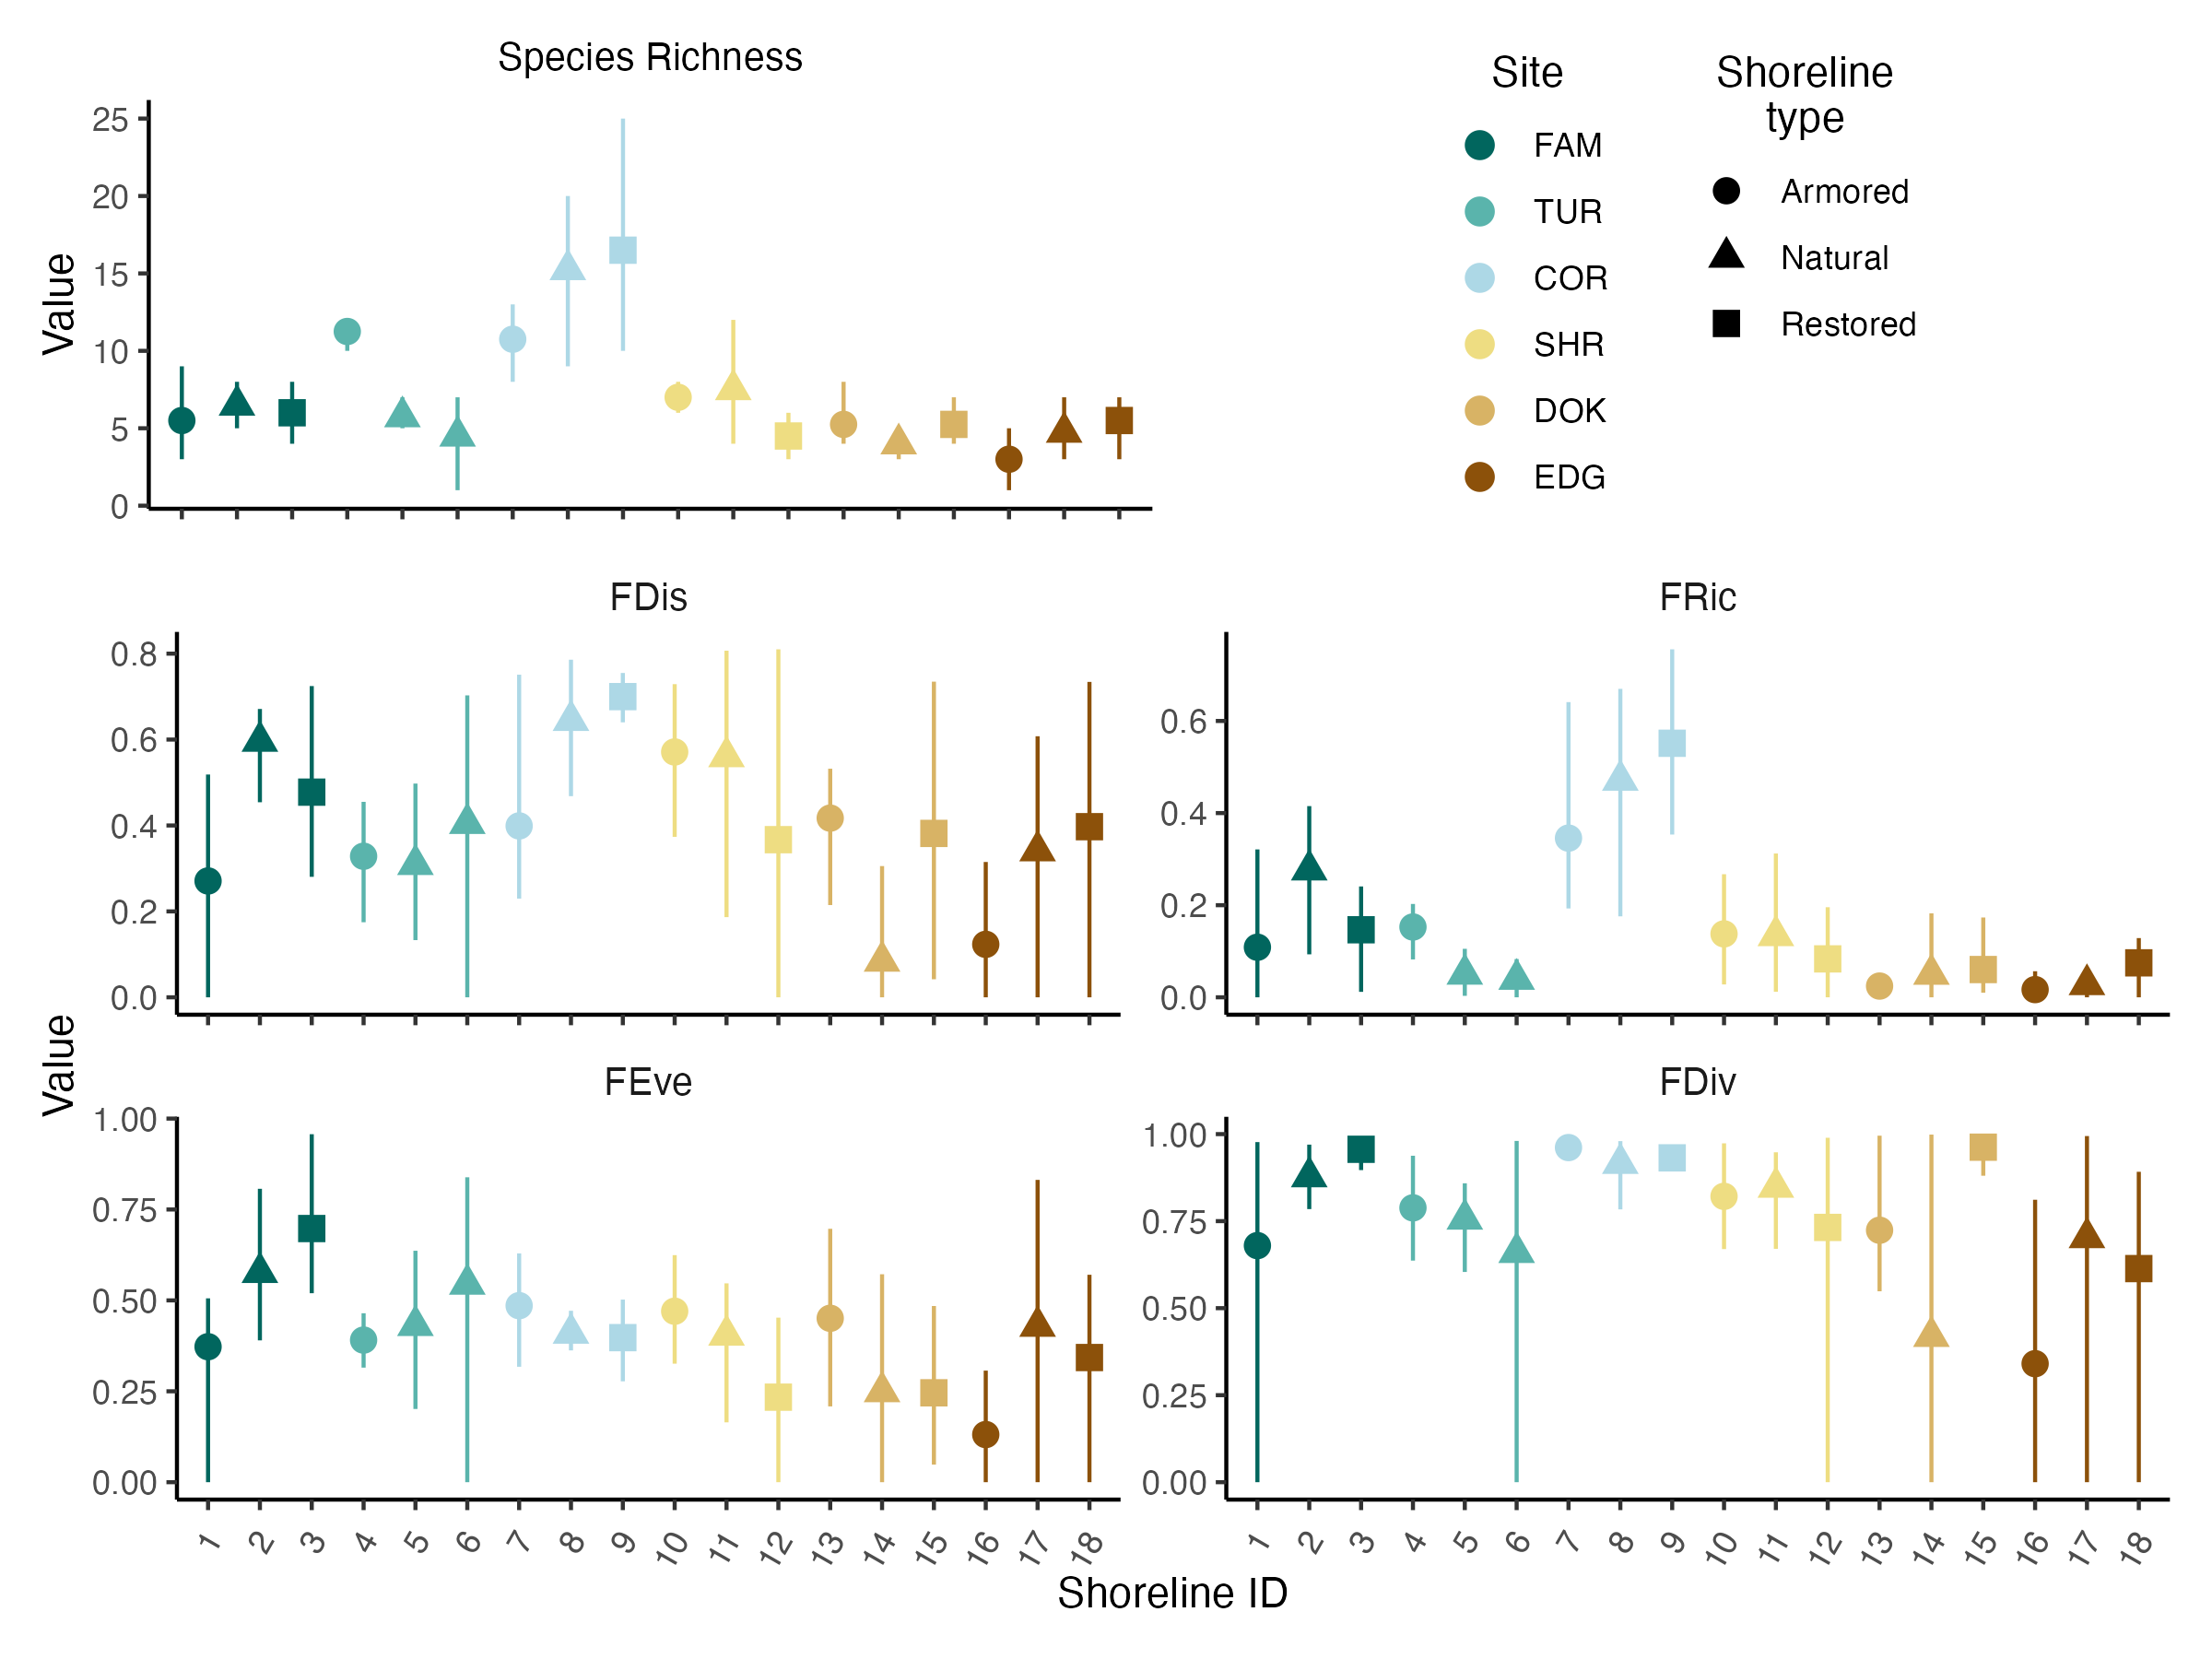 Species Richness
Value
25
20
15
10
5
0
Site
FAM
TUR
COR
SHR
DOK
EDG
Shoreline
type
Armored
Natural
Restored
FDis
0.8
0.6
0.4
0.2
0.0
FRic
0.6
0.4
0.2
0.0
Value
FEve
1.00
0.75
0.50
0.25
0.00
1 2 3 4 5 6 7 8 9 10 11 12 13 14 15 16 17 18
FDiv
1.00
0.75
0.50
0.25
0.00
1 2 3 4 5 6 7 8 9 10 11 12 13 14 15 16 17 18
Shoreline ID